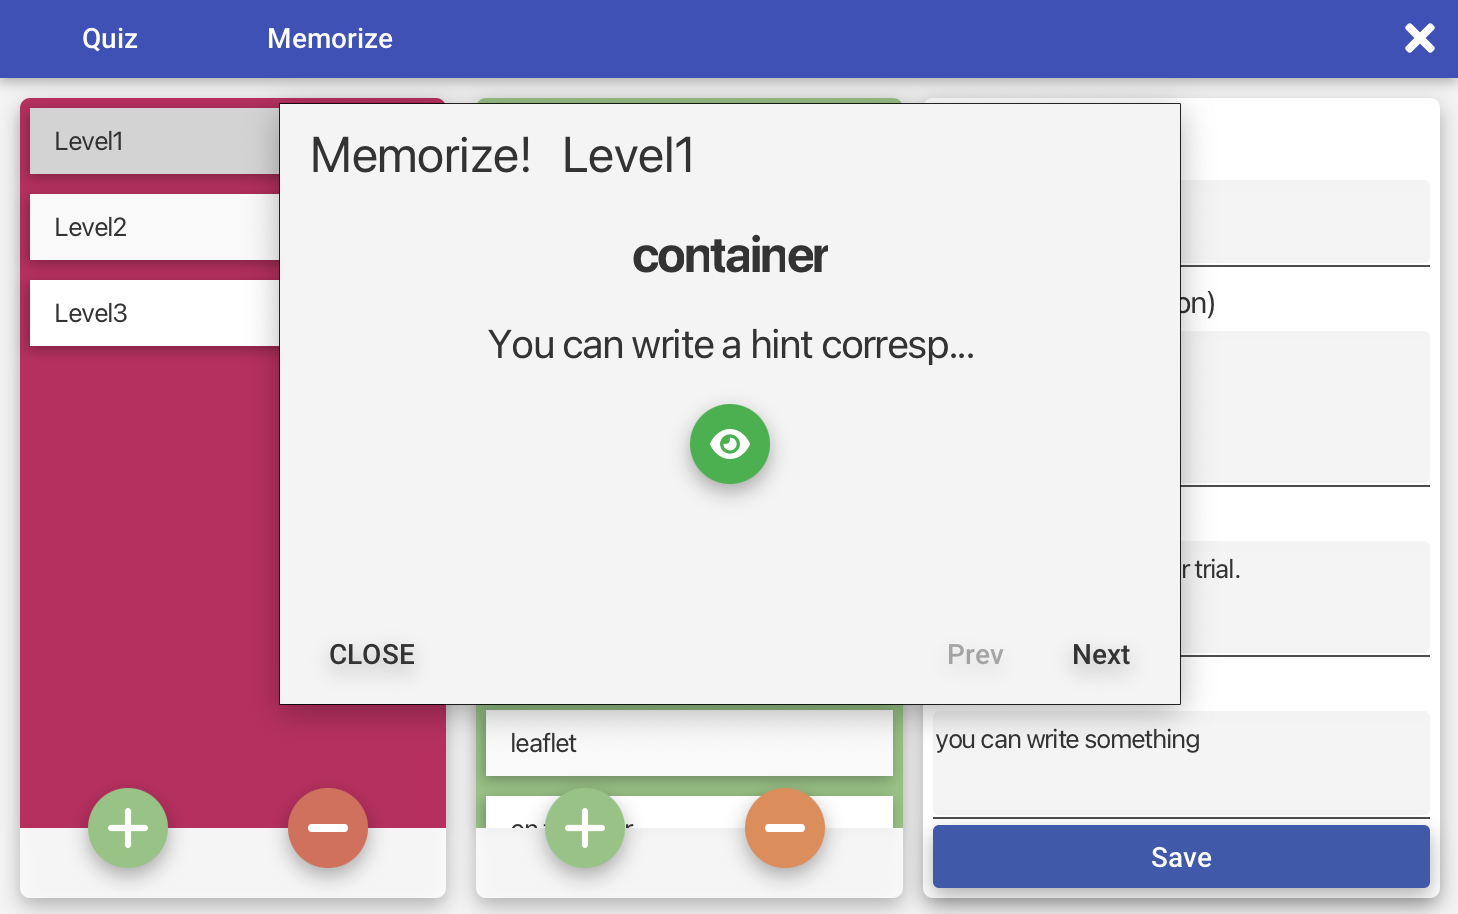 Quiz
Memorize
Level1
Level2
Level3
Memorize! Level1
container
You can write a hint corresp...
CLOSE
Prev
Next
leaflet
on)
r trial.
you can write something
Save